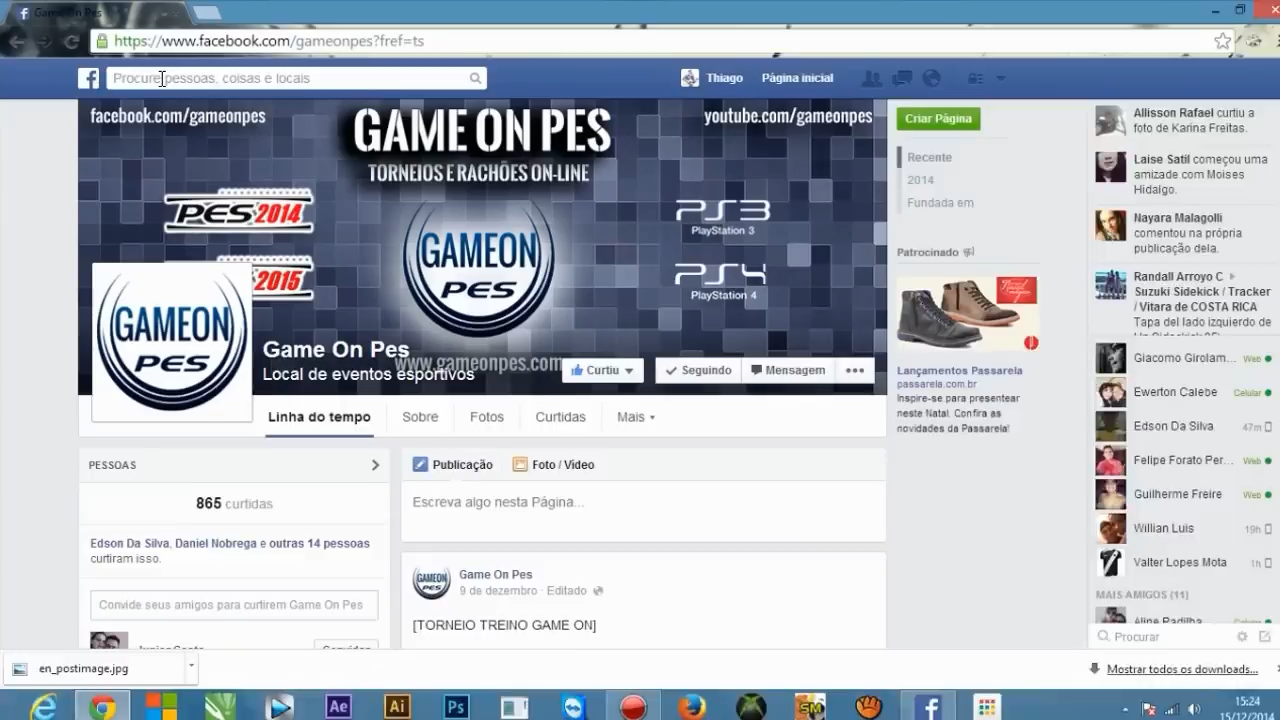 Game On Pes
https://www.facebook.com/gameonpes?fref=ts
Procure pessoas, coisas e locais
Thiago
Página inicial
facebook.com/gameonpes
GAME ON PES
youtube.com/gameonpes
TORNEIOS E RACHÕES ON-LINE
PES2014
2015
GAMEON
PES
PS3
PlayStation 3
PS4
PlayStation 4
GAMEON
PES
Game On Pes
www.gameonpes.com
Local de eventos esportivos
Curtiu
Seguindo
Mensagem
Linha do tempo
Sobre
Fotos
Curtidas
Mais
PESSOAS
865 curtidas
Edson Da Silva, Daniel Nobrega e outras 14 pessoas
curtiram isso.
Convide seus amigos para curtirem Game On Pes
Publicação
Foto / Vídeo
Escreva algo nesta Página...
GAMEON
PES
Game On Pes
9 de dezembro · Editado
[TORNEIO TREINO GAME ON]
Criar Página
Recente
2014
Fundada em
Patrocinado
Lançamentos Passarela
passarela.com.br
Inspire-se para presentear
neste Natal. Confira as
novidades da Passarela!
Allisson Rafael curtiu a
foto de Karina Freitas.
Laise Satil começou uma
amizade com Moises
Hidalgo.
Nayara Malagolli
comentou na própria
publicação dela.
Randall Arroyo C
Suzuki Sidekick / Tracker
/ Vitara de COSTA RICA
Tapa del lado izquierdo de
Giacomo Girolam... Web
Ewerton Calebe Celular
Edson Da Silva 47m
Felipe Forato Per... Web
Guilherme Freire Web
Willian Luis 19h
Valter Lopes Mota 1h
MAIS AMIGOS (11)
Aline Padilha
Procurar
en_postimage.jpg
Mostrar todos os downloads...
Ae
Ai
Ps
SM
15:24
15/12/2014